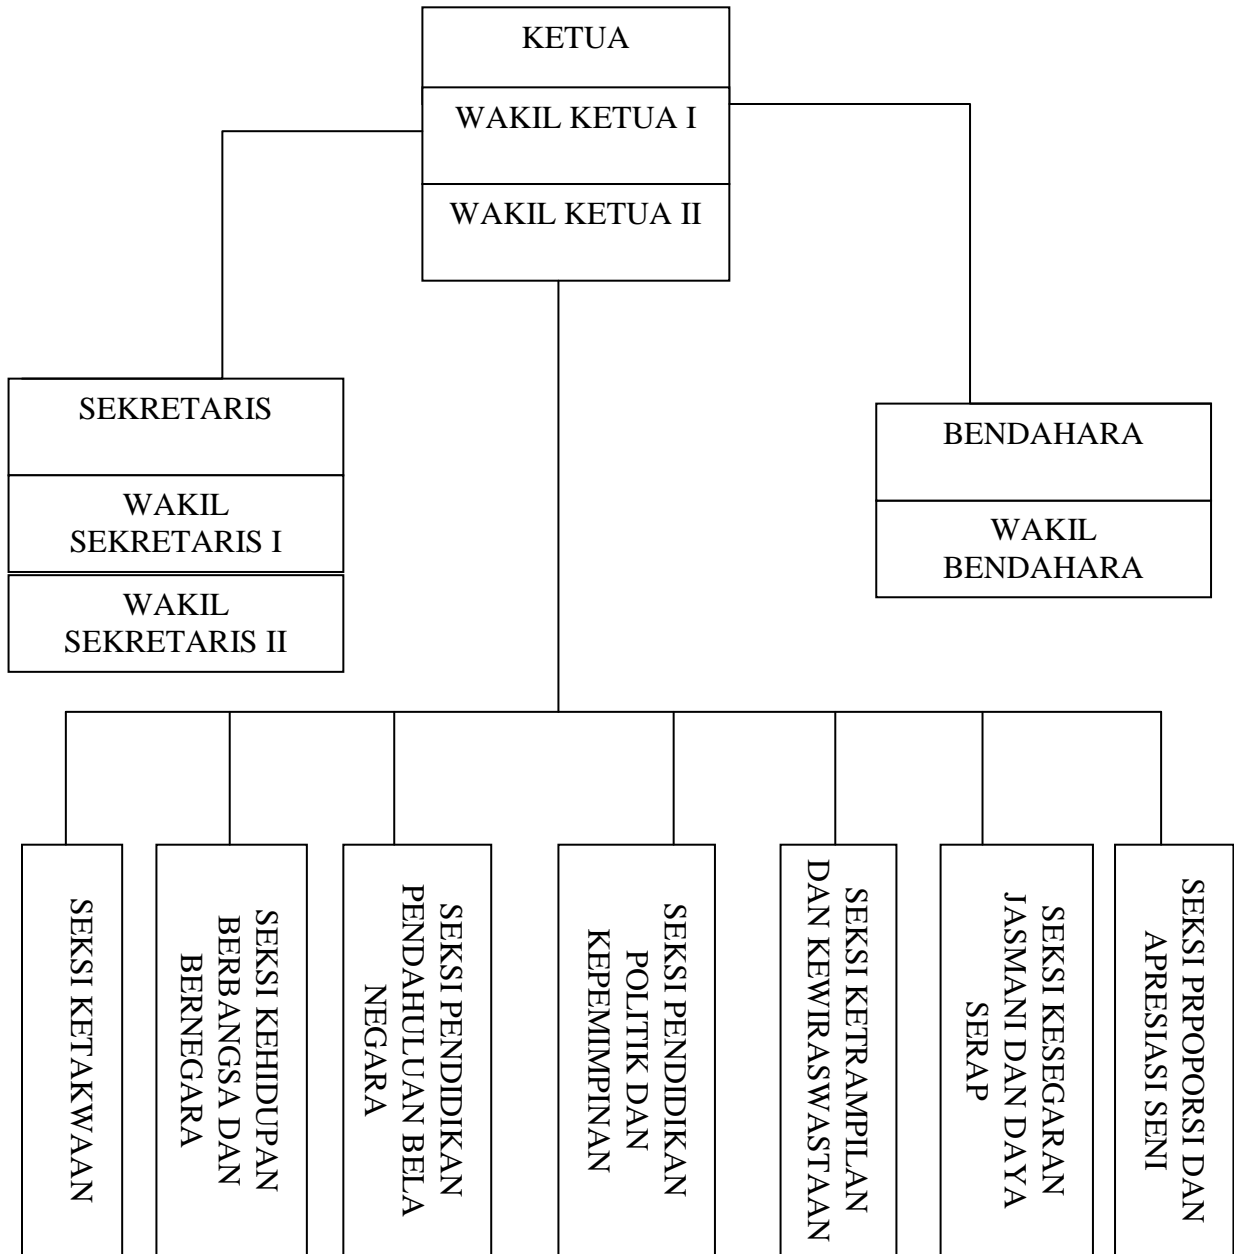 KETUA
WAKIL KETUA I
WAKIL KETUA II
SEKRETARIS
WAKIL
SEKRETARIS I
WAKIL
SEKRETARIS II
BENDAHARA
WAKIL
BENDAHARA
SEKSI KETAKWAAN
SEKSI KEHIDUPAN
BERBANGSA DAN
BERNEGARA
SEKSI PENDIDIKAN
PENDAHULUAN BELA
NEGARA
SEKSI PENDIDIKAN
POLITIK DAN
KEPEMIMPINAN
SEKSI KETRAMPILAN
DAN KEWIRASWASTAAN
SEKSI KESEGARAN
JASMANI DAN DAYA
SERAP
SEKSI PRPOPORSI DAN
APRESIASI SENI